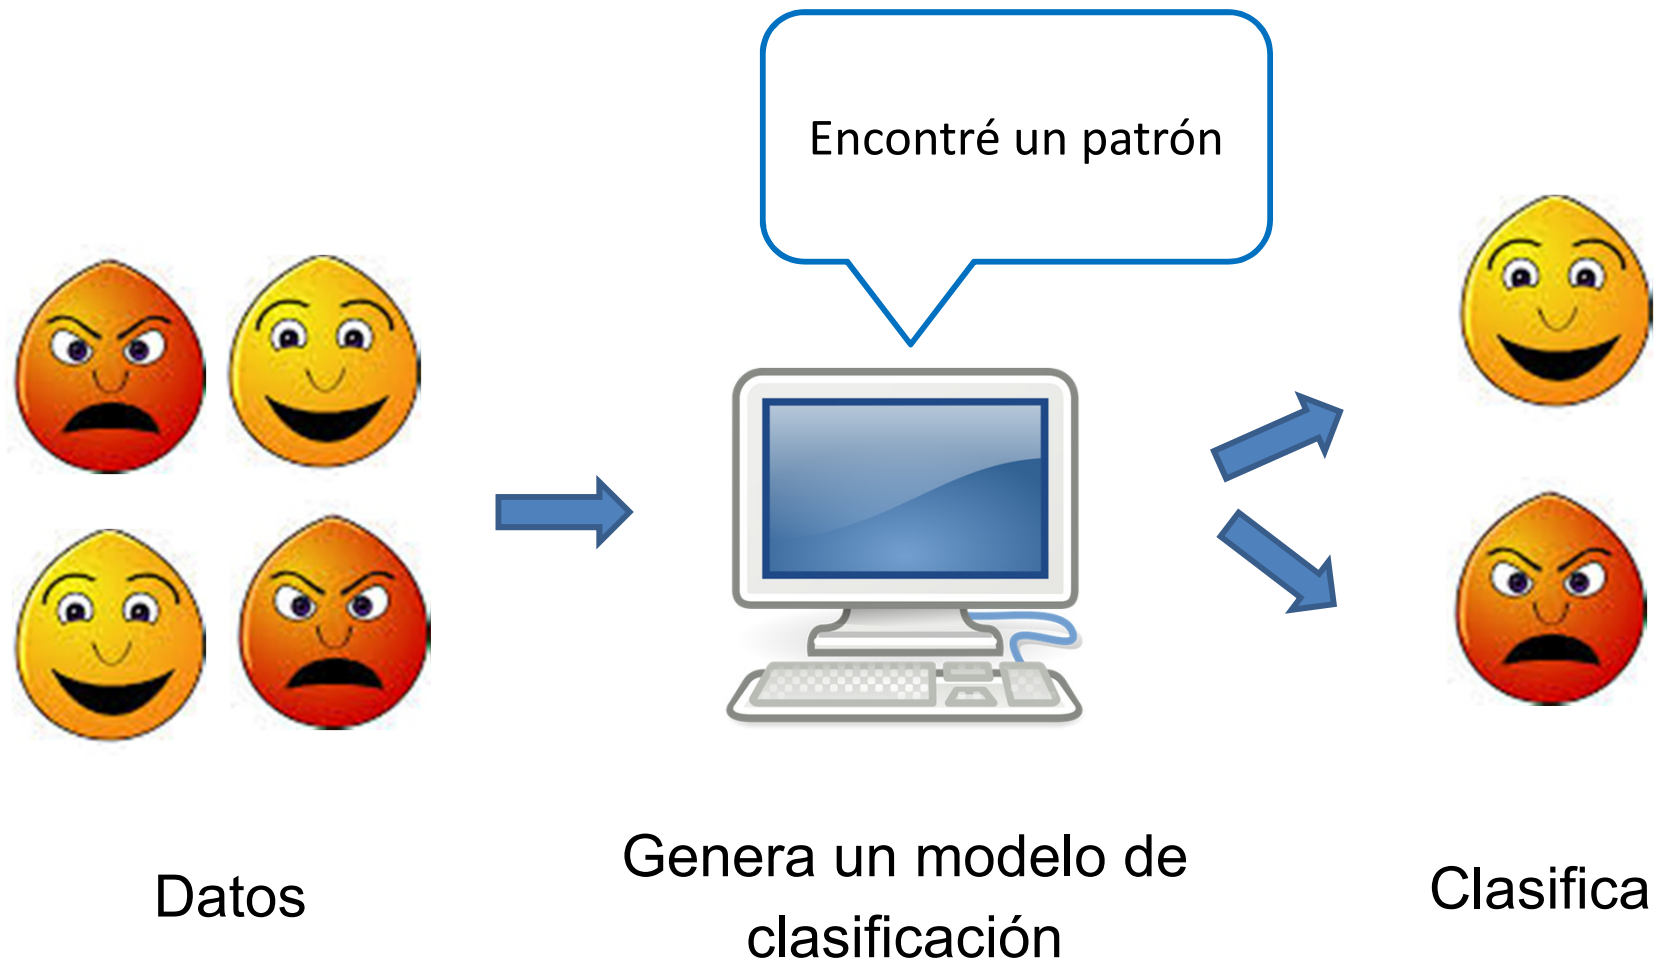 Encontré un patrón
Datos
Genera un modelo de
clasificación
Clasifica